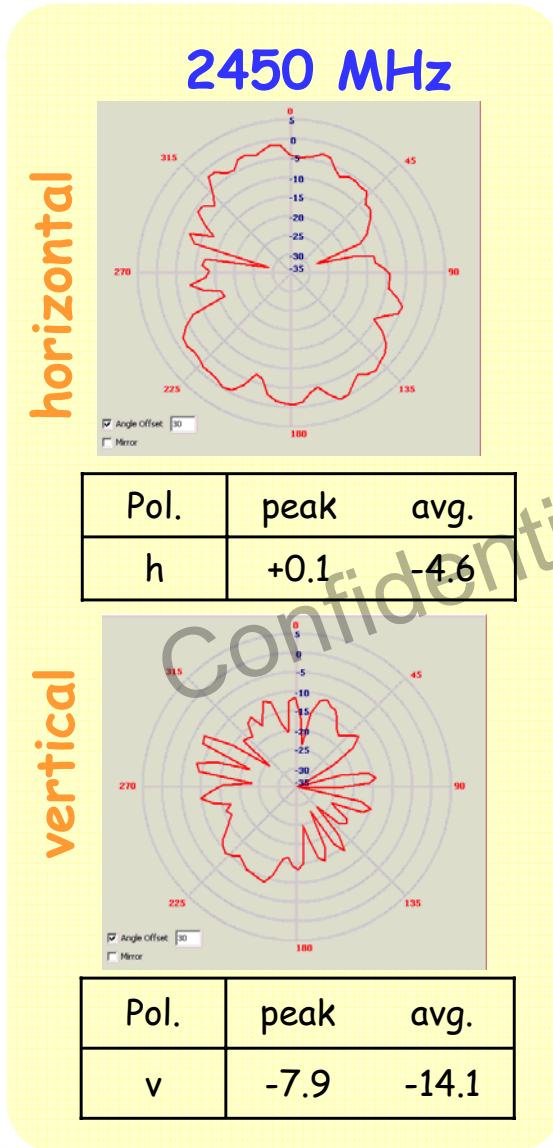 2450 MHz
horizontal
0
5
0
-5
-10
-15
-20
-25
-30
-35
315
45
270
90
225
135
180
Angle Offset 30
Mirror
Pol. peak avg.
h +0.1 -4.6
Confidenti
vertical
0
5
0
-5
-10
-15
-20
-25
-30
-35
315
45
270
90
225
135
180
Angle Offset 30
Mirror
Pol. peak avg.
v -7.9 -14.1